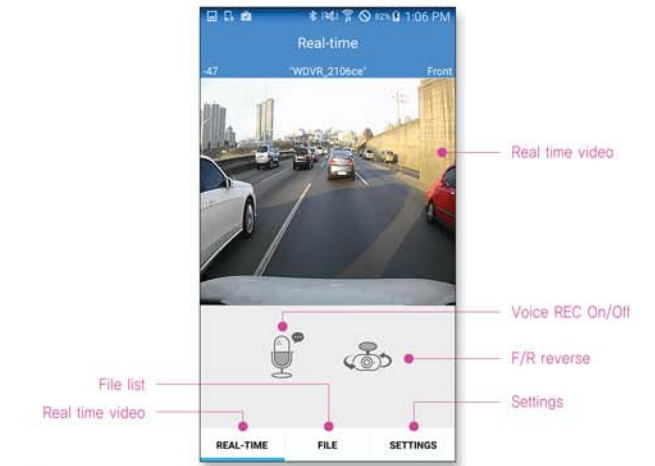 82% 1:06 PM
Real-time
-47 "WDVR_2106ce" Front
Real time video
Voice REC On/Off
F/R reverse
File list
Settings
Real time video
REAL-TIME FILE SETTINGS